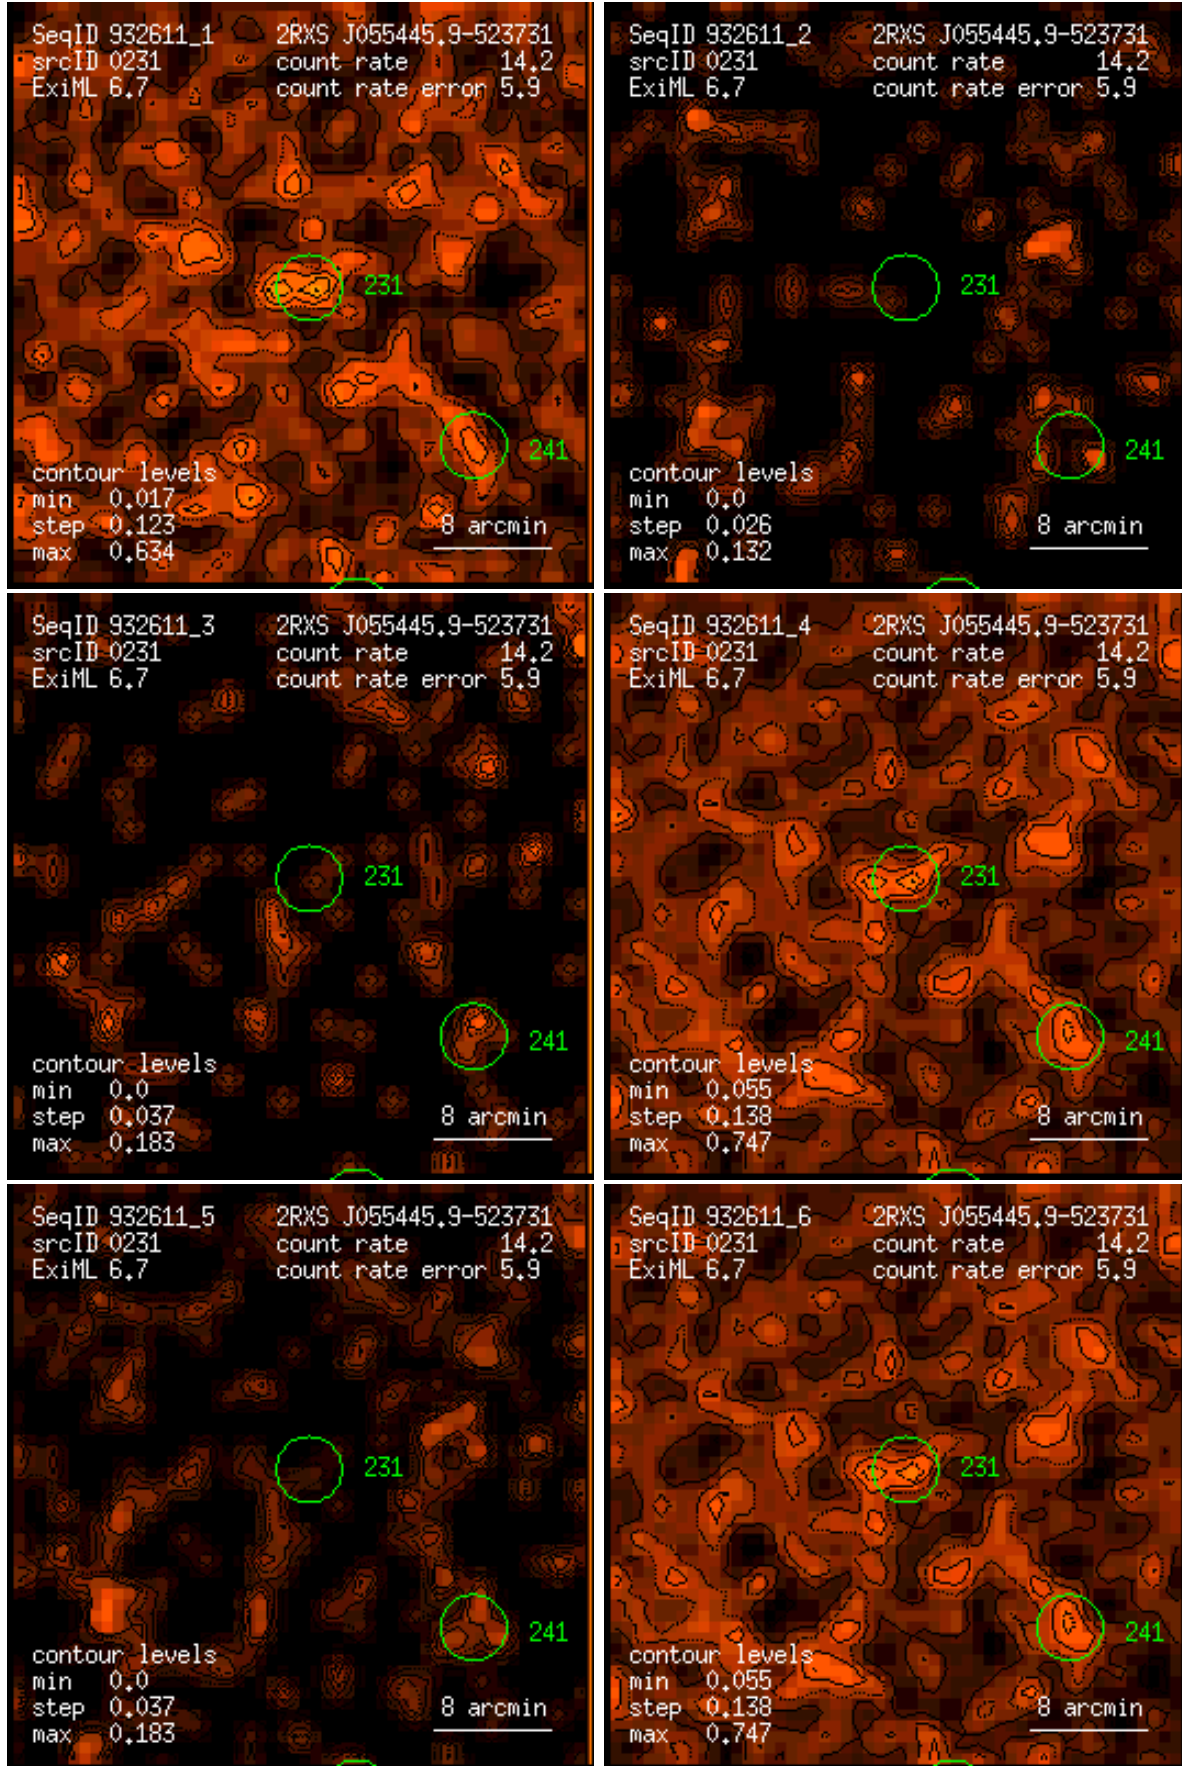 SeqID 932611_1 2RXS J055445.9-523731
srcID 0231 count rate 14.2
ExiML 6.7 count rate error 5.9
231
241
contour levels
min 0.017
step 0.123 8 arcmin
max 0.634
SeqID 932611_2 2RXS J055445.9-523731
srcID 0231 count rate 14.2
ExiML 6.7 count rate error 5.9
231
241
contour levels
min 0.0
step 0.026 8 arcmin
max 0.132
SeqID 932611_3 2RXS J055445.9-523731
srcID 0231 count rate 14.2
ExiML 6.7 count rate error 5.9
231
241
contour levels
min 0.0
step 0.037 8 arcmin
max 0.183
SeqID 932611_4 2RXS J055445.9-523731
srcID 0231 count rate 14.2
ExiML 6.7 count rate error 5.9
231
241
contour levels
min 0.055
step 0.138 8 arcmin
max 0.747
SeqID 932611_5 2RXS J055445.9-523731
srcID 0231 count rate 14.2
ExiML 6.7 count rate error 5.9
231
241
contour levels
min 0.0
step 0.037 8 arcmin
max 0.183
SeqID 932611_6 2RXS J055445.9-523731
srcID 0231 count rate 14.2
ExiML 6.7 count rate error 5.9
231
241
contour levels
min 0.055
step 0.138 8 arcmin
max 0.747